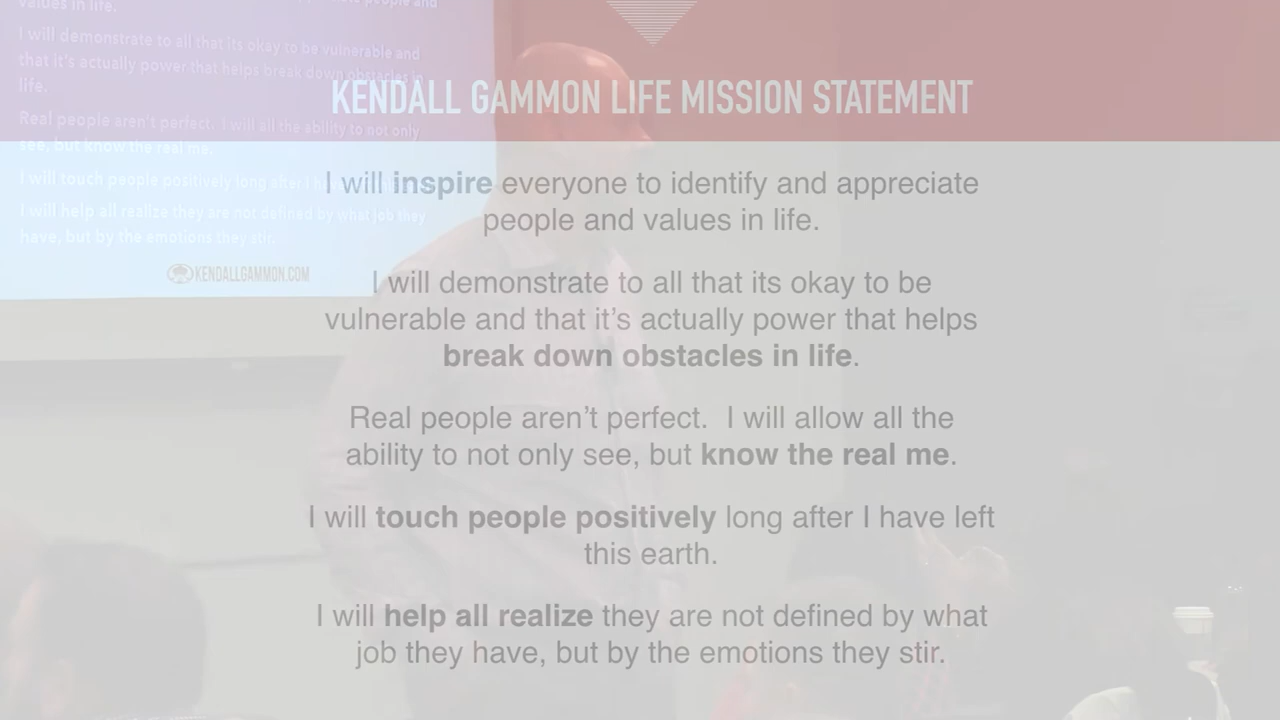 values in life.
people and
I will demonstrate to all that its okay to be vulnerable and
that it's actually power that helps break down obstacles in
life.
Real people aren't perfect. I will all the ability to not only
see, but know the real me.
I will touch people positively long after I
I will help all realize they are not defined by what job they
have, but by the emotions they stir.
KENDALLGAMMON.COM
KENDALL GAMMON LIFE MISSION STATEMENT
I will inspire everyone to identify and appreciate
people and values in life.
I will demonstrate to all that its okay to be
vulnerable and that it’s actually power that helps
break down obstacles in life.
Real people aren’t perfect.  I will allow all the
ability to not only see, but know the real me.
I will touch people positively long after I have left
this earth.
I will help all realize they are not defined by what
job they have, but by the emotions they stir.